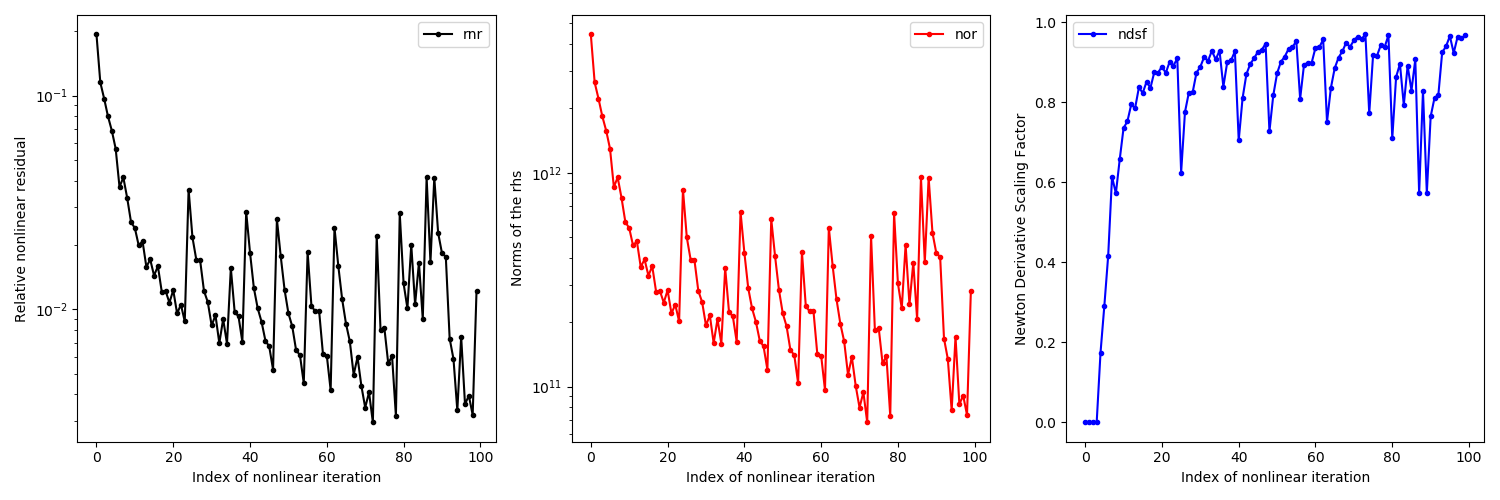 rnr
10⁻¹
10⁻²
Relative nonlinear residual
0 20 40 60 80 100
Index of nonlinear iteration
nor
10¹²
10¹¹
Norms of the rhs
0 20 40 60 80 100
Index of nonlinear iteration
ndsf
1.0
0.8
0.6
0.4
0.2
0.0
Newton Derivative Scaling Factor
0 20 40 60 80 100
Index of nonlinear iteration